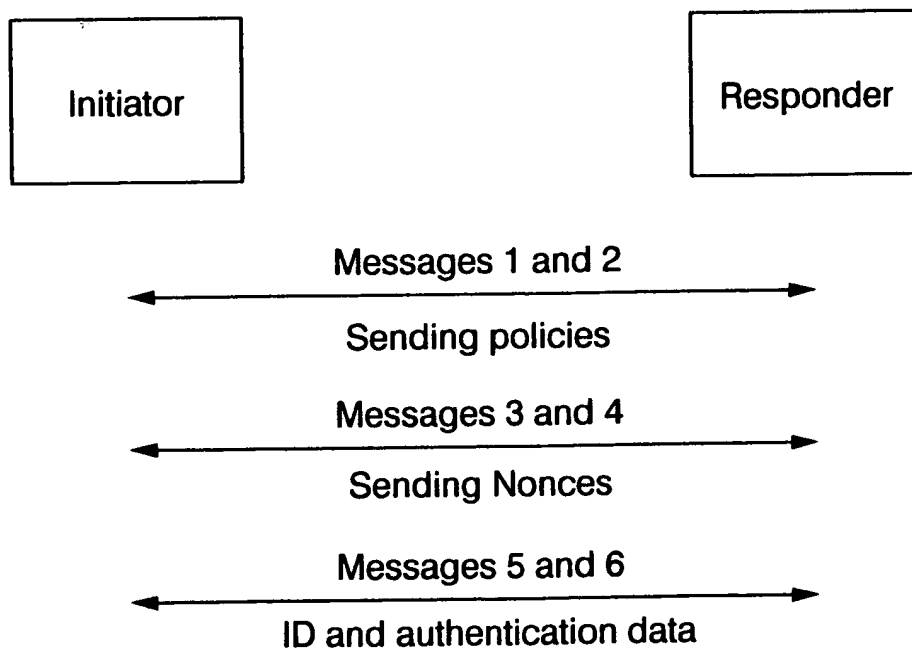 Initiator
Responder
Messages 1 and 2
Sending policies
Messages 3 and 4
Sending Nonces
Messages 5 and 6
ID and authentication data